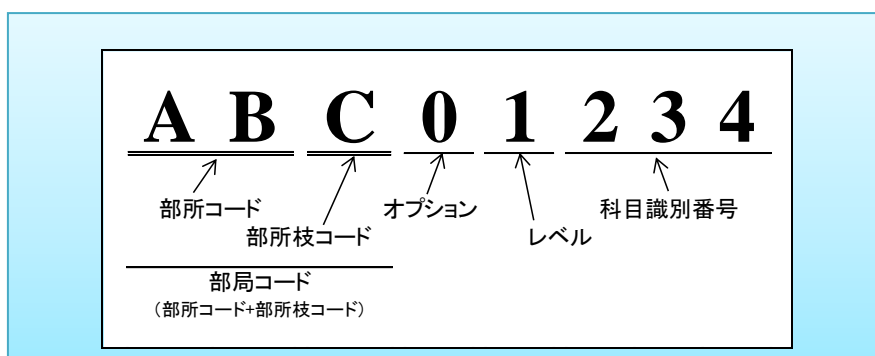 A B C 0 1 2 3 4
部所コード
オプション
科目識別番号
部所枝コード
レベル
部局コード
(部所コード+部所枝コード)